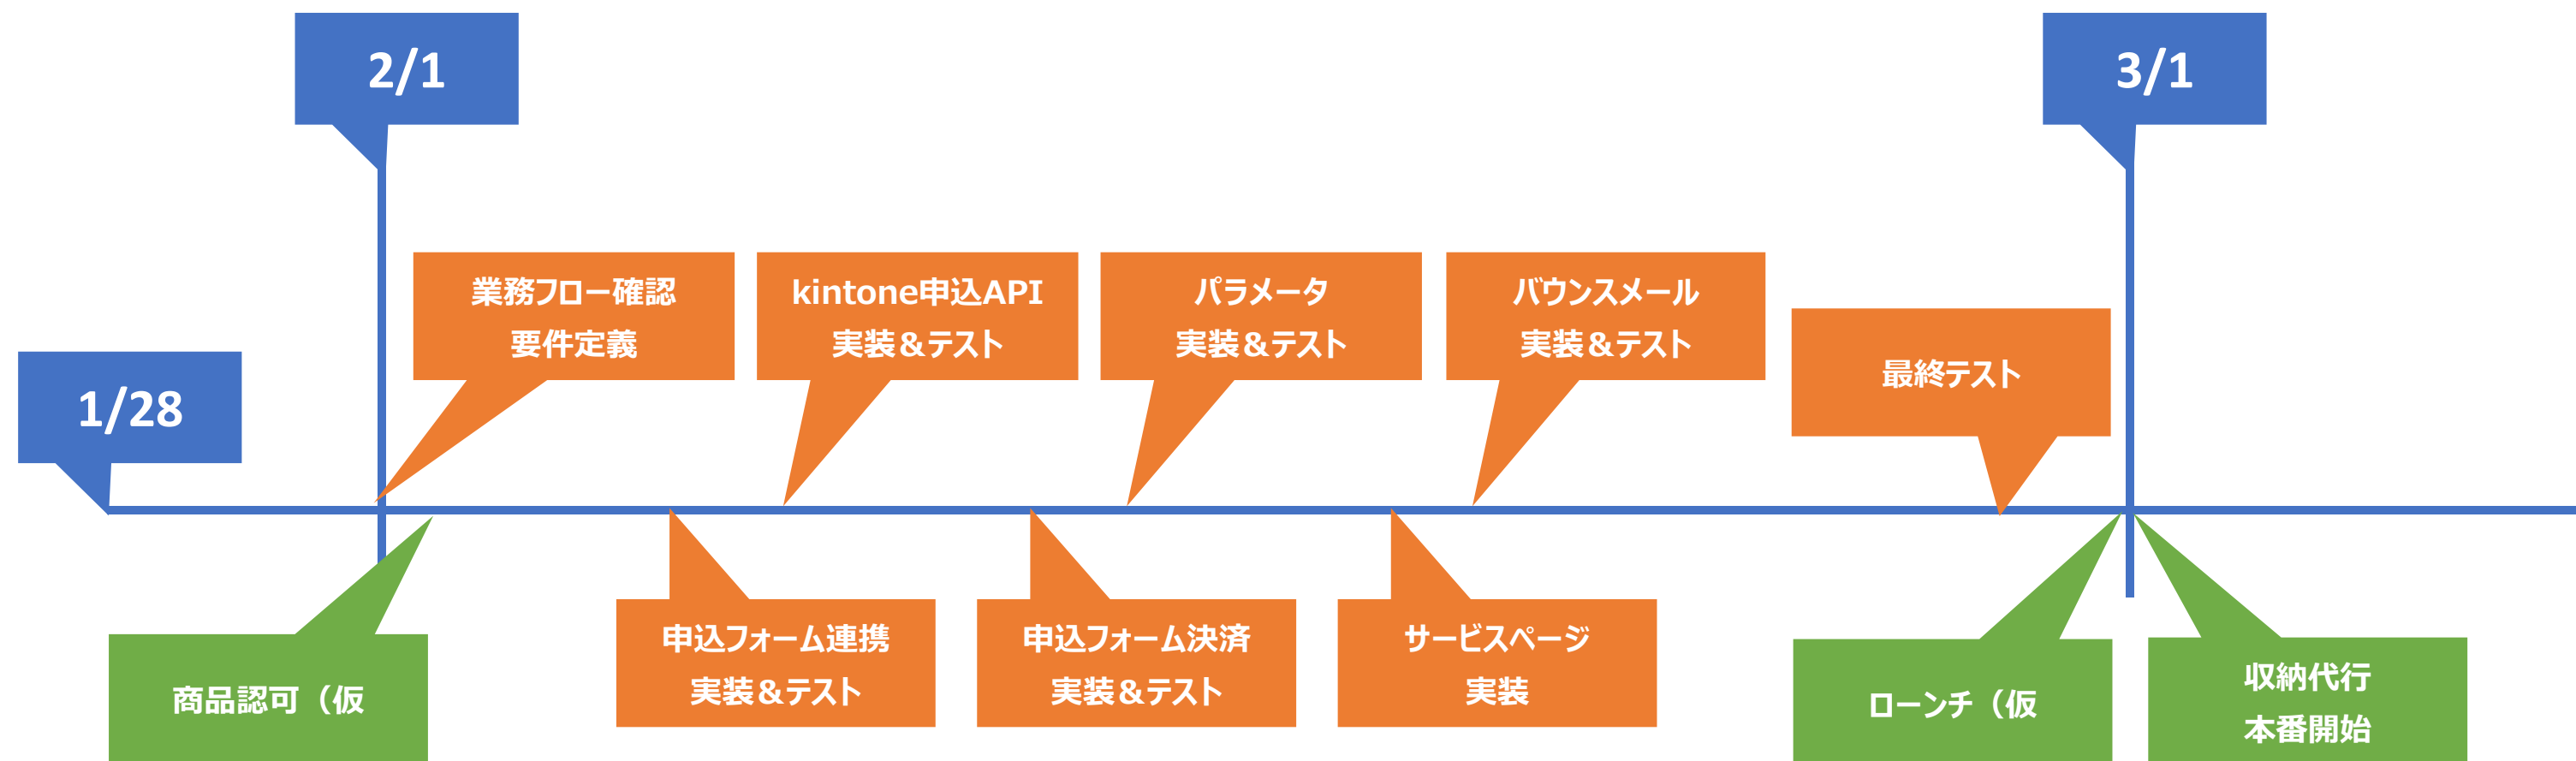 2/1
3/1
業務フロー確認
要件定義
kintone申込API
実装＆テスト
パラメータ
実装＆テスト
バウンスメール
実装＆テスト
最終テスト
1/28
商品認可（仮
申込フォーム連携
実装＆テスト
申込フォーム決済
実装＆テスト
サービスページ
実装
ローンチ（仮
収納代行
本番開始